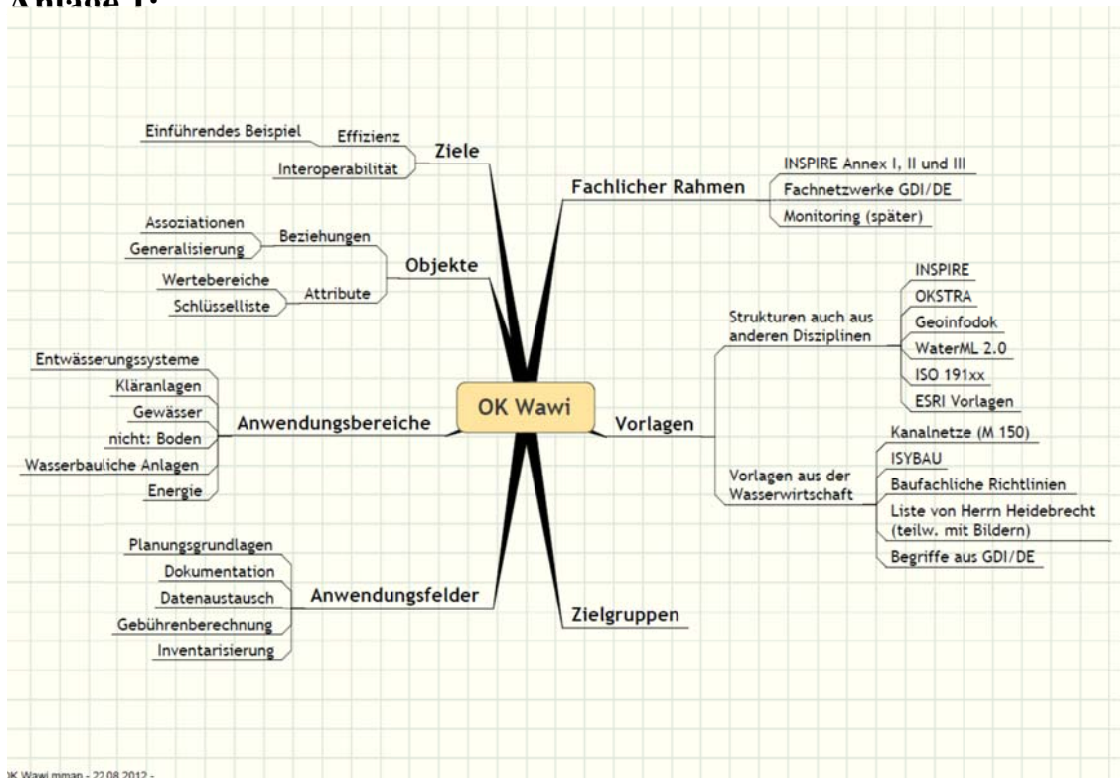 Anlage 1:
Einführendes Beispiel
Effizienz
Interoperabilität
Ziele
Assoziationen
Generalisierung
Beziehungen
Wertebereiche
Schlüsselliste
Attribute
Objekte
Entwässerungssysteme
Kläranlagen
Gewässer
nicht: Boden
Wasserbauliche Anlagen
Energie
Anwendungsbereiche
Planungsgrundlagen
Dokumentation
Datenaustausch
Gebührenberechnung
Inventarisierung
Anwendungsfelder
OK Wawi
Fachlicher Rahmen
INSPIRE Annex I, II und III
Fachnetzwerke GDI/DE
Monitoring (später)
Vorlagen
Strukturen auch aus
anderen Disziplinen
INSPIRE
OKSTRA
Geoinfodok
WaterML 2.0
ISO 191xx
ESRI Vorlagen
Vorlagen aus der
Wasserwirtschaft
Kanalnetze (M 150)
ISYBAU
Baufachliche Richtlinien
Liste von Herrn Heidebrecht
(teilw. mit Bildern)
Begriffe aus GDI/DE
Zielgruppen
OK Wawi.mmap - 22.08.2012 -